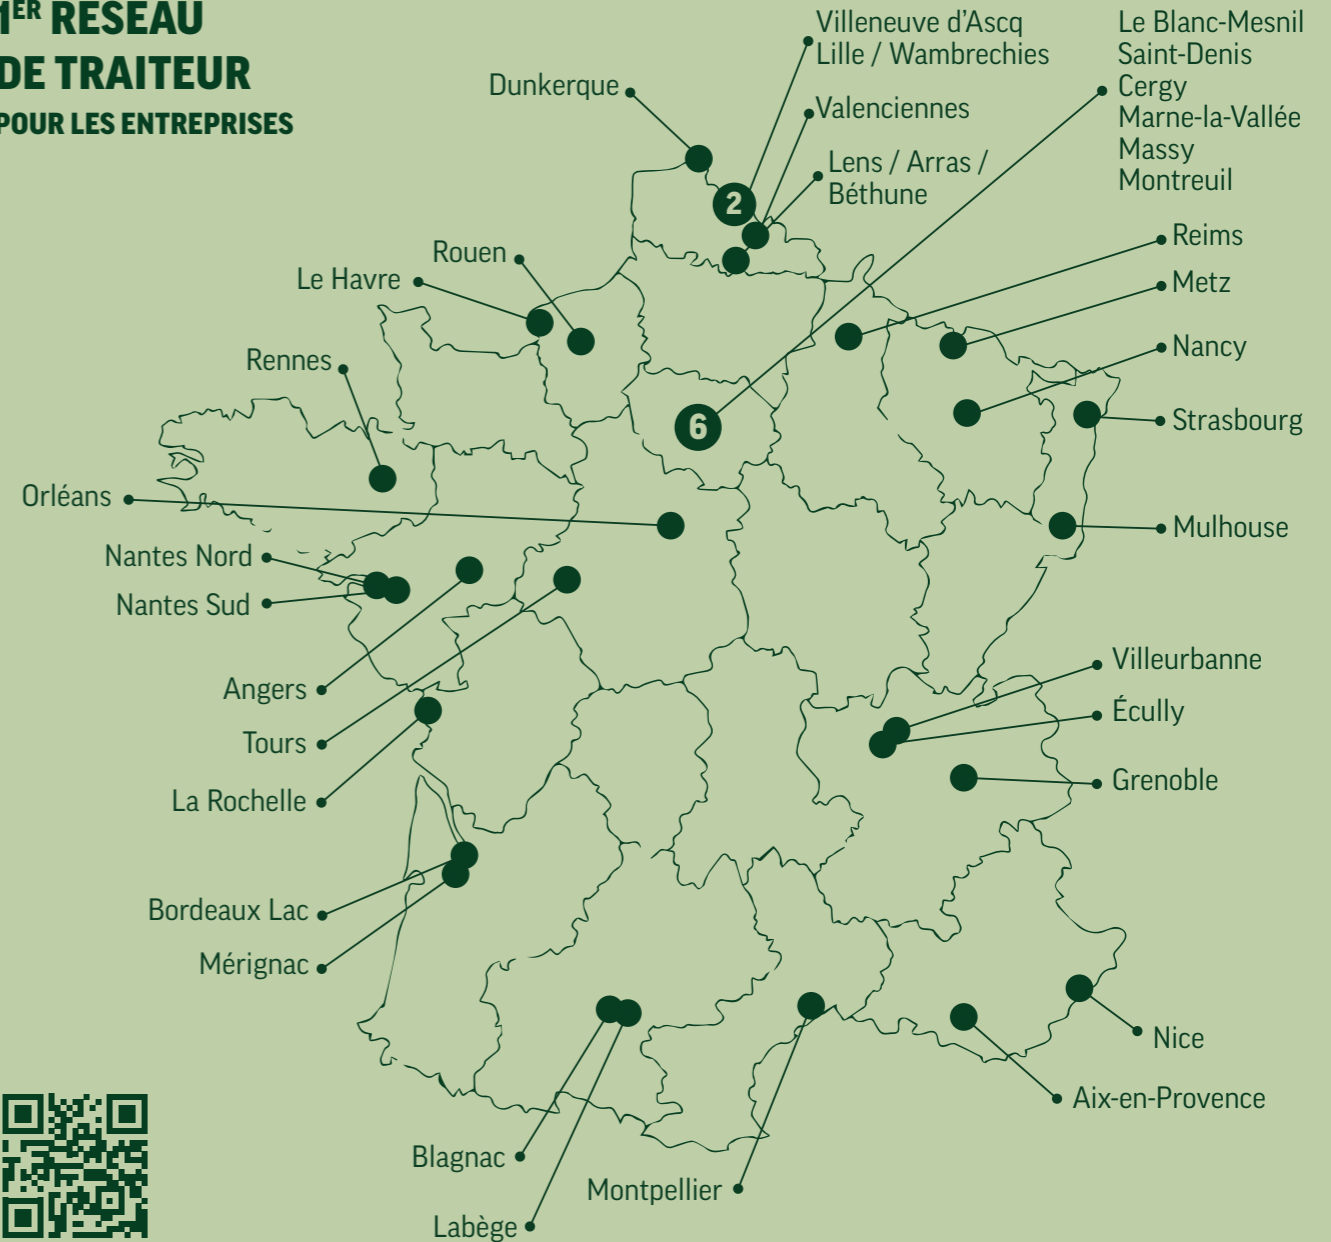 1ER RÉSEAU
DE TRAITEUR
POUR LES ENTREPRISES
Villeneuve d'Ascq
Lille / Wambrechies
Le Blanc-Mesnil
Saint-Denis
Cergy
Marne-la-Vallée
Massy
Montreuil
Dunkerque
Valenciennes
Lens / Arras /
Béthune
2
Rouen
Le Havre
Reims
Metz
Rennes
Nancy
6
Strasbourg
Orléans
Mulhouse
Nantes Nord
Nantes Sud
Angers
Villeurbanne
Écully
Tours
Grenoble
La Rochelle
Bordeaux Lac
Mérignac
Nice
Aix-en-Provence
Blagnac
Montpellier
Labège